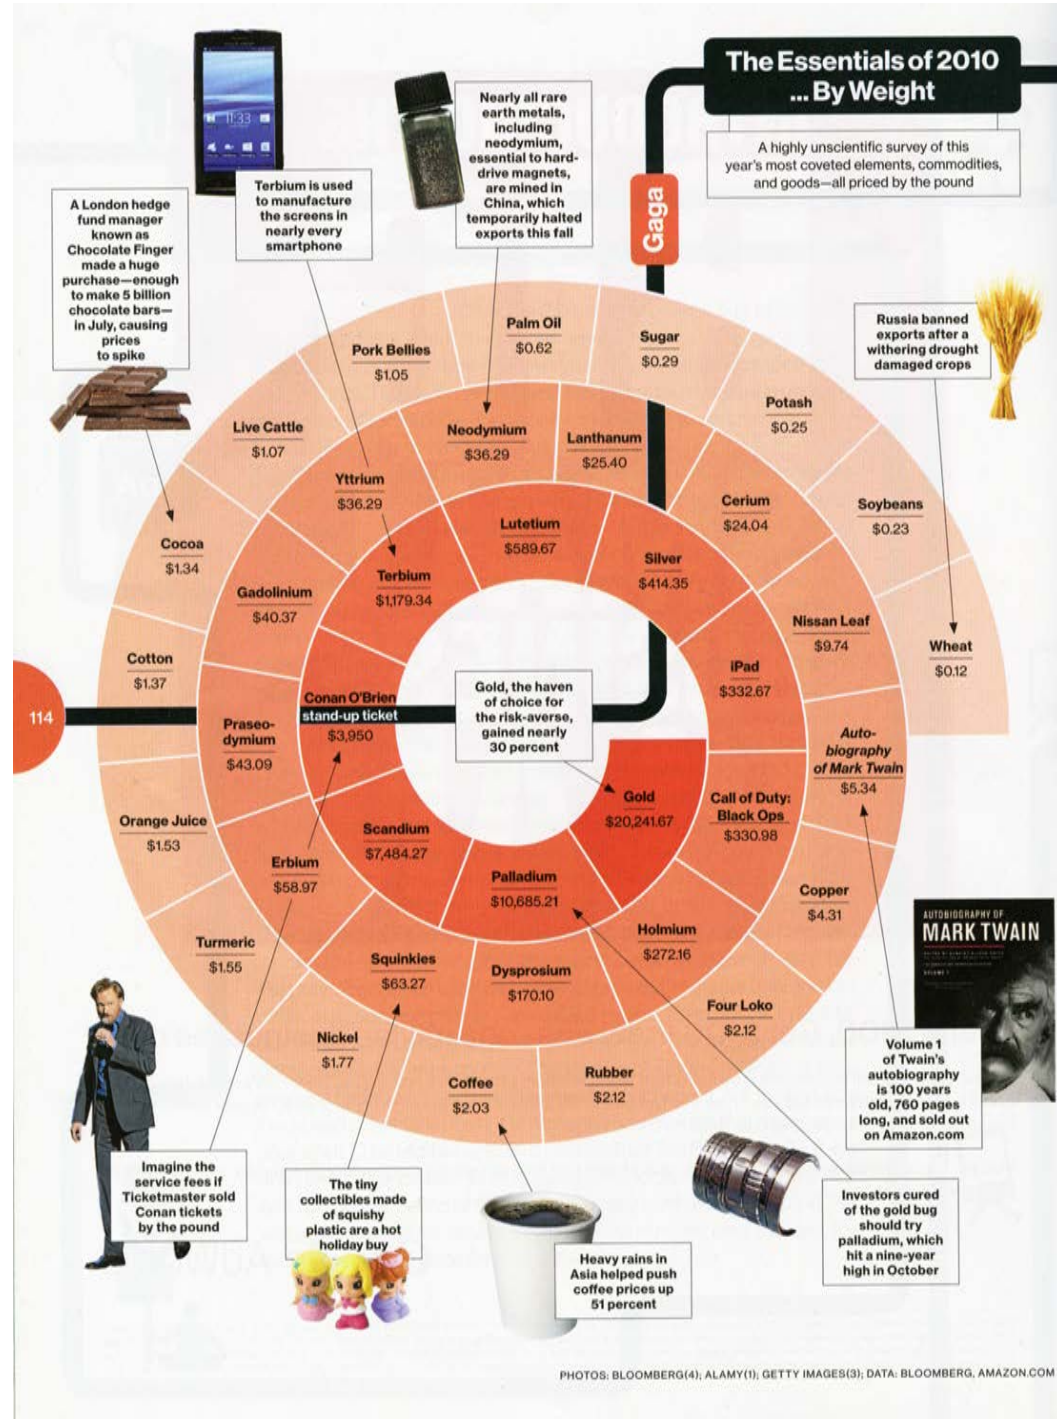 The Essentials of 2010
... By Weight
A highly unscientific survey of this
year's most coveted elements, commodities,
and goods—all priced by the pound
Gaga
11:33
Terbium is used
to manufacture
the screens in
nearly every
smartphone
Nearly all rare
earth metals,
including
neodymium,
essential to hard-
drive magnets,
are mined in
China, which
temporarily halted
exports this fall
A London hedge
fund manager
known as
Chocolate Finger
made a huge
purchase—enough
to make 5 billion
chocolate bars—
in July, causing
prices
to spike
Russia banned
exports after a
withering drought
damaged crops
Gold, the haven
of choice for
the risk-averse,
gained nearly
30 percent
Gold
$20,241.67
Palladium
$10,685.21
Scandium
$7,484.27
Conan O'Brien
stand-up ticket
$3,950
Terbium
$1,179.34
Lutetium
$589.67
Silver
$414.35
iPad
$332.67
Call of Duty:
Black Ops
$330.98
Holmium
$272.16
Dysprosium
$170.10
Squinkies
$63.27
Erbium
$58.97
Praseo-
dymium
$43.09
Gadolinium
$40.37
Yttrium
$36.29
Neodymium
$36.29
Lanthanum
$25.40
Cerium
$24.04
Nissan Leaf
$9.74
Auto-
biography
of Mark Twain
$5.34
Copper
$4.31
Four Loko
$2.12
Rubber
$2.12
Coffee
$2.03
Nickel
$1.77
Turmeric
$1.55
Orange Juice
$1.53
Cotton
$1.37
Cocoa
$1.34
Live Cattle
$1.07
Pork Bellies
$1.05
Palm Oil
$0.62
Sugar
$0.29
Potash
$0.25
Soybeans
$0.23
Wheat
$0.12
114
AUTOBIOGRAPHY OF
MARK TWAIN
Volume 1
of Twain's
autobiography
is 100 years
old, 760 pages
long, and sold out
on Amazon.com
Imagine the
service fees if
Ticketmaster sold
Conan tickets
by the pound
The tiny
collectibles made
of squishy
plastic are a hot
holiday buy
Heavy rains in
Asia helped push
coffee prices up
51 percent
Investors cured
of the gold bug
should try
palladium, which
hit a nine-year
high in October
PHOTOS: BLOOMBERG(4); ALAMY(1); GETTY IMAGES(3); DATA: BLOOMBERG, AMAZON.COM